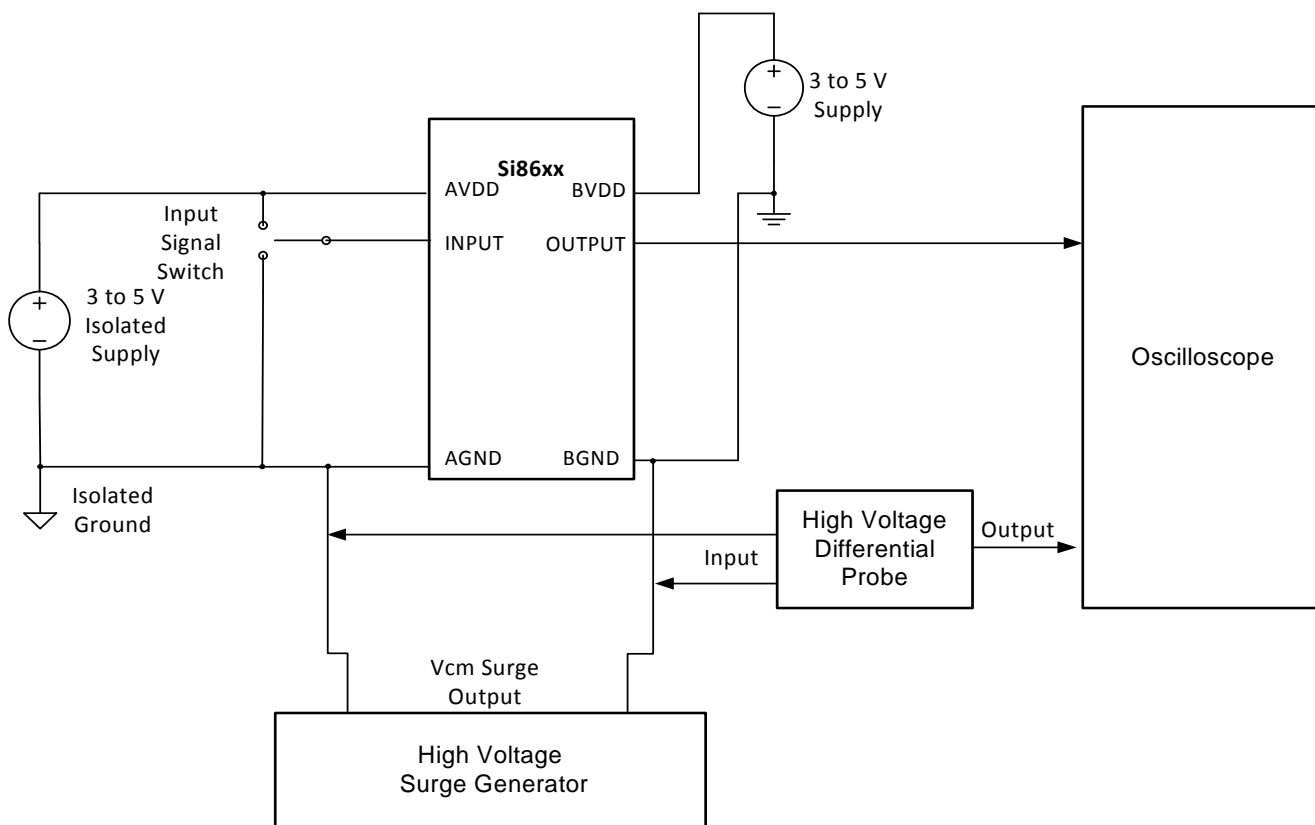 3 to 5 V
Supply
Si86xx
AVDD
BVDD
Input
Signal
Switch
INPUT
OUTPUT
+
−
+
−
3 to 5 V
Isolated
Supply
Oscilloscope
AGND
BGND
Isolated
Ground
High Voltage
Differential
Probe
Input
Output
Vcm Surge
Output
High Voltage
Surge Generator